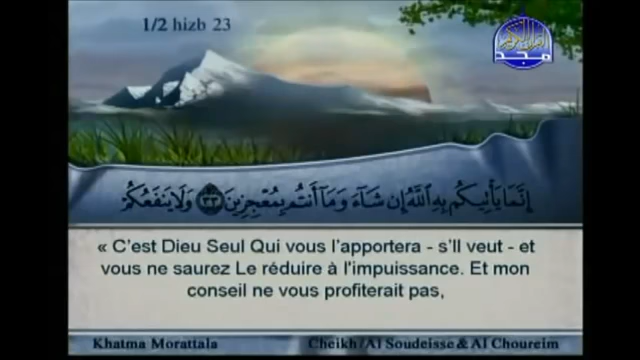 1/2 hizb 23
مجد
إِنَّمَا يَأْتِيكُم بِهِ ٱللَّهُ إِن شَآءَ وَمَآ أَنتُم بِمُعْجِزِينَ ٣٣ وَلَا يَنفَعُكُمْ
« C’est Dieu Seul Qui vous l’apportera - s’Il veut - et
vous ne saurez Le réduire à l'impuissance. Et mon
conseil ne vous profiterait pas,
Khatma Morattala Cheikh/Al Soudeisse & Al Choureim